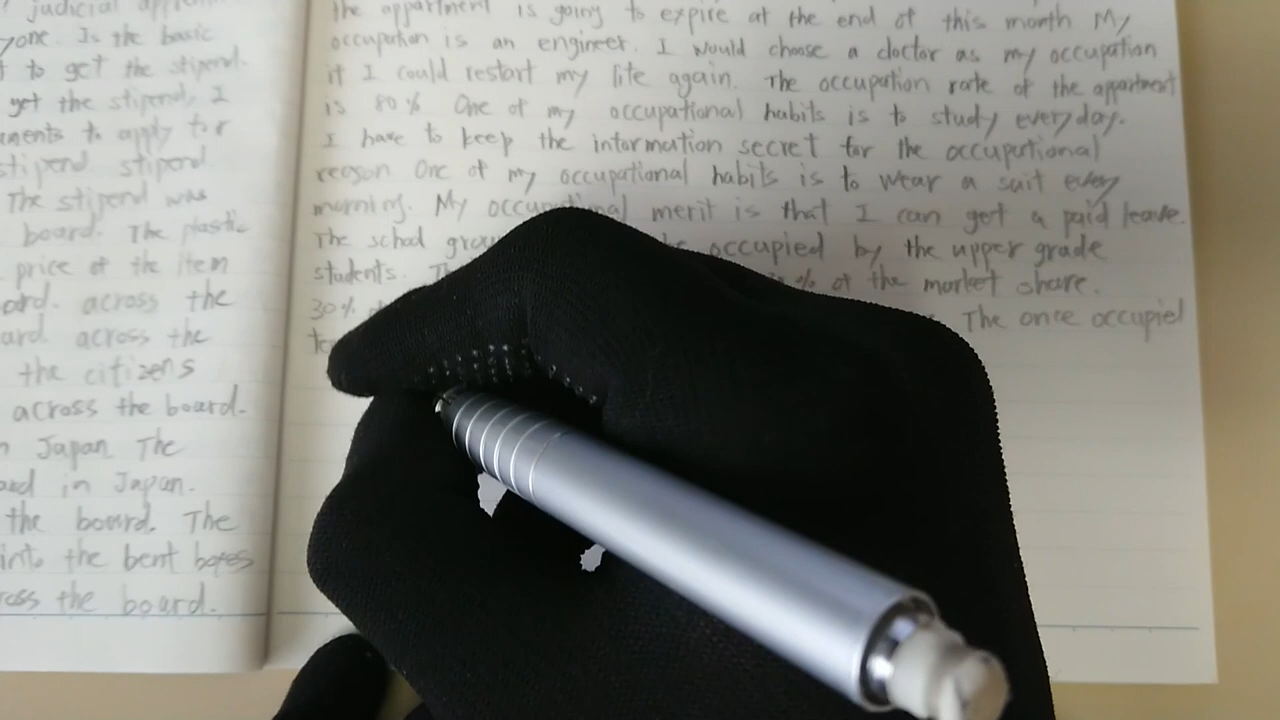 judicial
yone. Is the basic
t to get the stipend.
get the stipend, I
uments to apply for
stipend stipend
The stipend was
board. The plastic
price of the item
ard. across the
ard across the
the citizens
across the board.
n Japan The
ard in Japan.
the board. The
into the bent boxes
ross the board.
the appartment is going to expire at the end of this month My
occupation is an engineer. I would choose a doctor as my occupation
if I could restart my life again. The occupation rate of the appartment
is 80% One of my occupational habits is to study everyday.
I have to keep the information secret for the occupational
reason One of my occupational habits is to wear a suit every
morning. My merit is that I can get a paid leave.
The schol occupied by the upper grade
students. % of the market share.
30% The once occupied